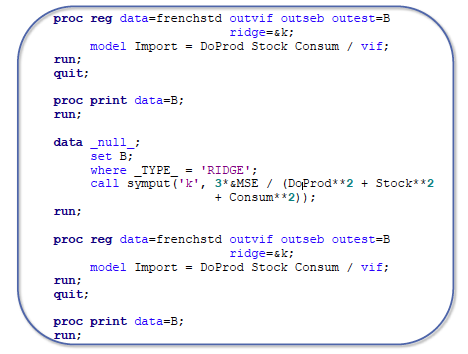 proc reg data=frenchstd outvif outseb outest=B
ridge=&k;
model Import = DoProd Stock Consum / vif;
run;
quit;
proc print data=B;
run;
data _null_;
set B;
where _TYPE_ = 'RIDGE';
call symput('k', 3*&MSE / (DoProd**2 + Stock**2
+ Consum**2));
run;
proc reg data=frenchstd outvif outseb outest=B
ridge=&k;
model Import = DoProd Stock Consum / vif;
run;
quit;
proc print data=B;
run;